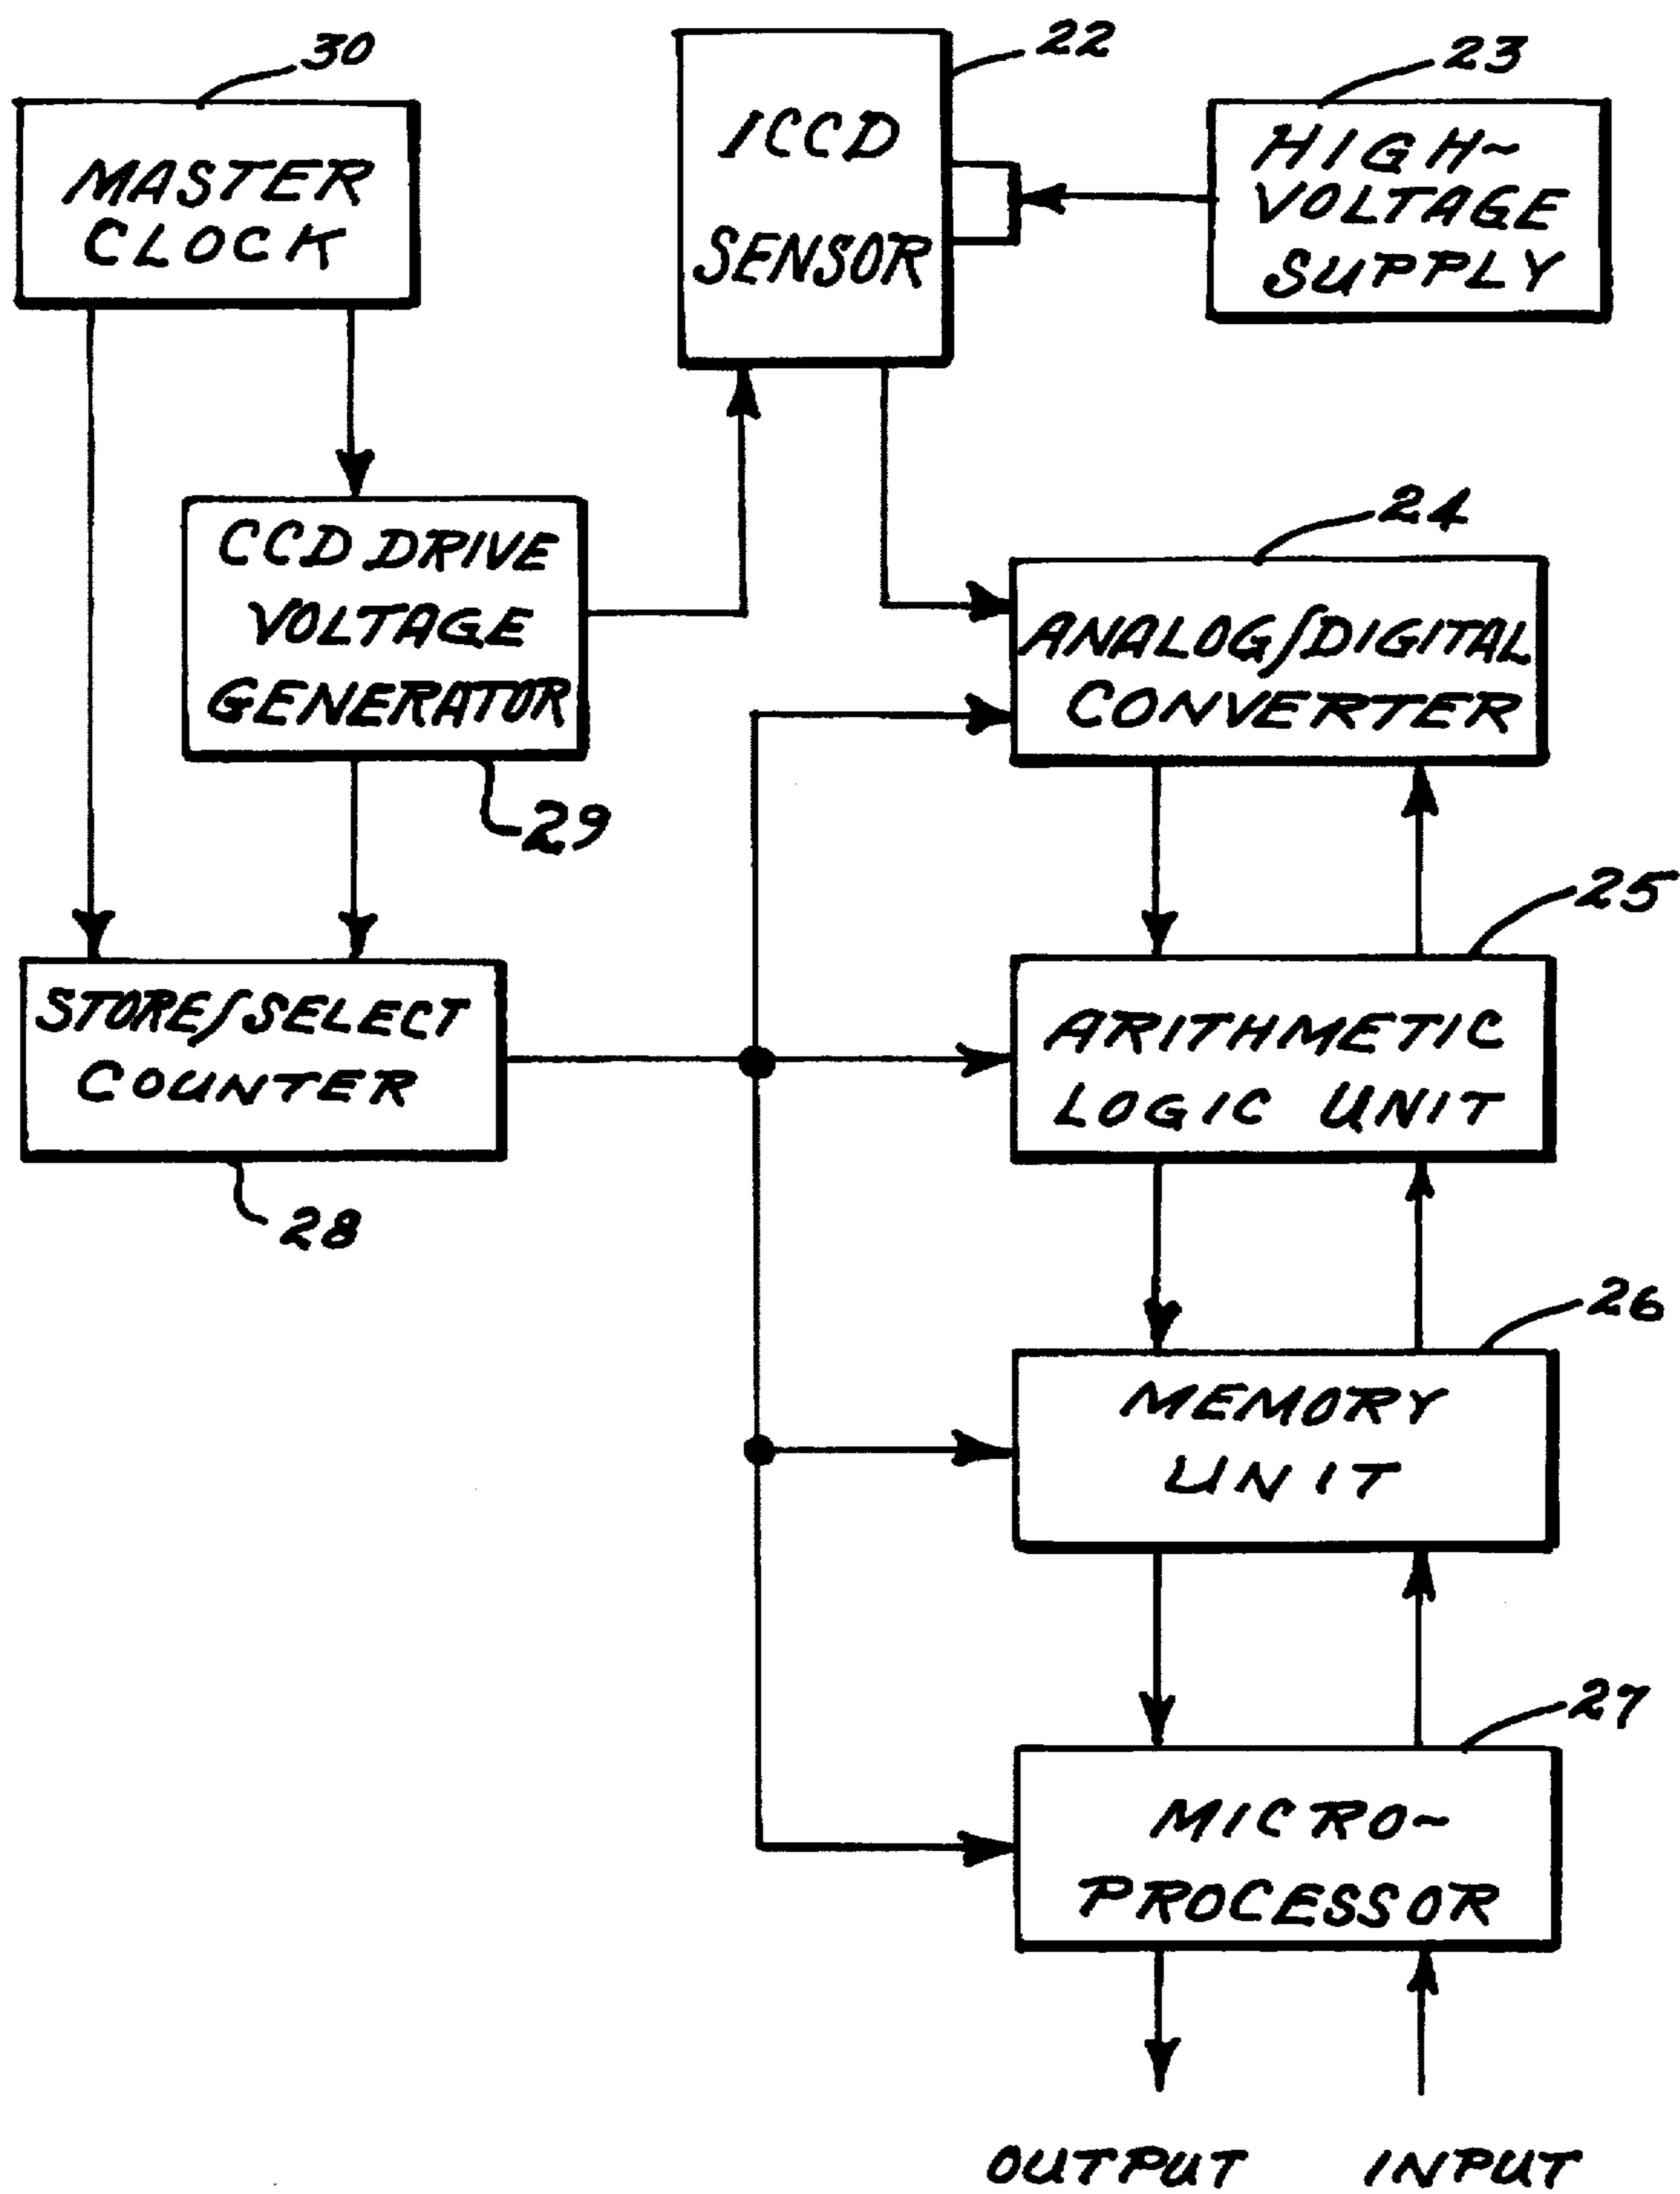 30
MASTER
CLOCK
22
ICCD
SENSOR
23
HIGH~
VOLTAGE
SUPPLY
CCD DRIVE
VOLTAGE
GENERATOR
29
24
ANALOG/DIGITAL
CONVERTER
STORE/SELECT
COUNTER
28
25
ARITHMETIC
LOGIC UNIT
26
MEMORY
UNIT
27
MICRO~
PROCESSOR
OUTPUT INPUT